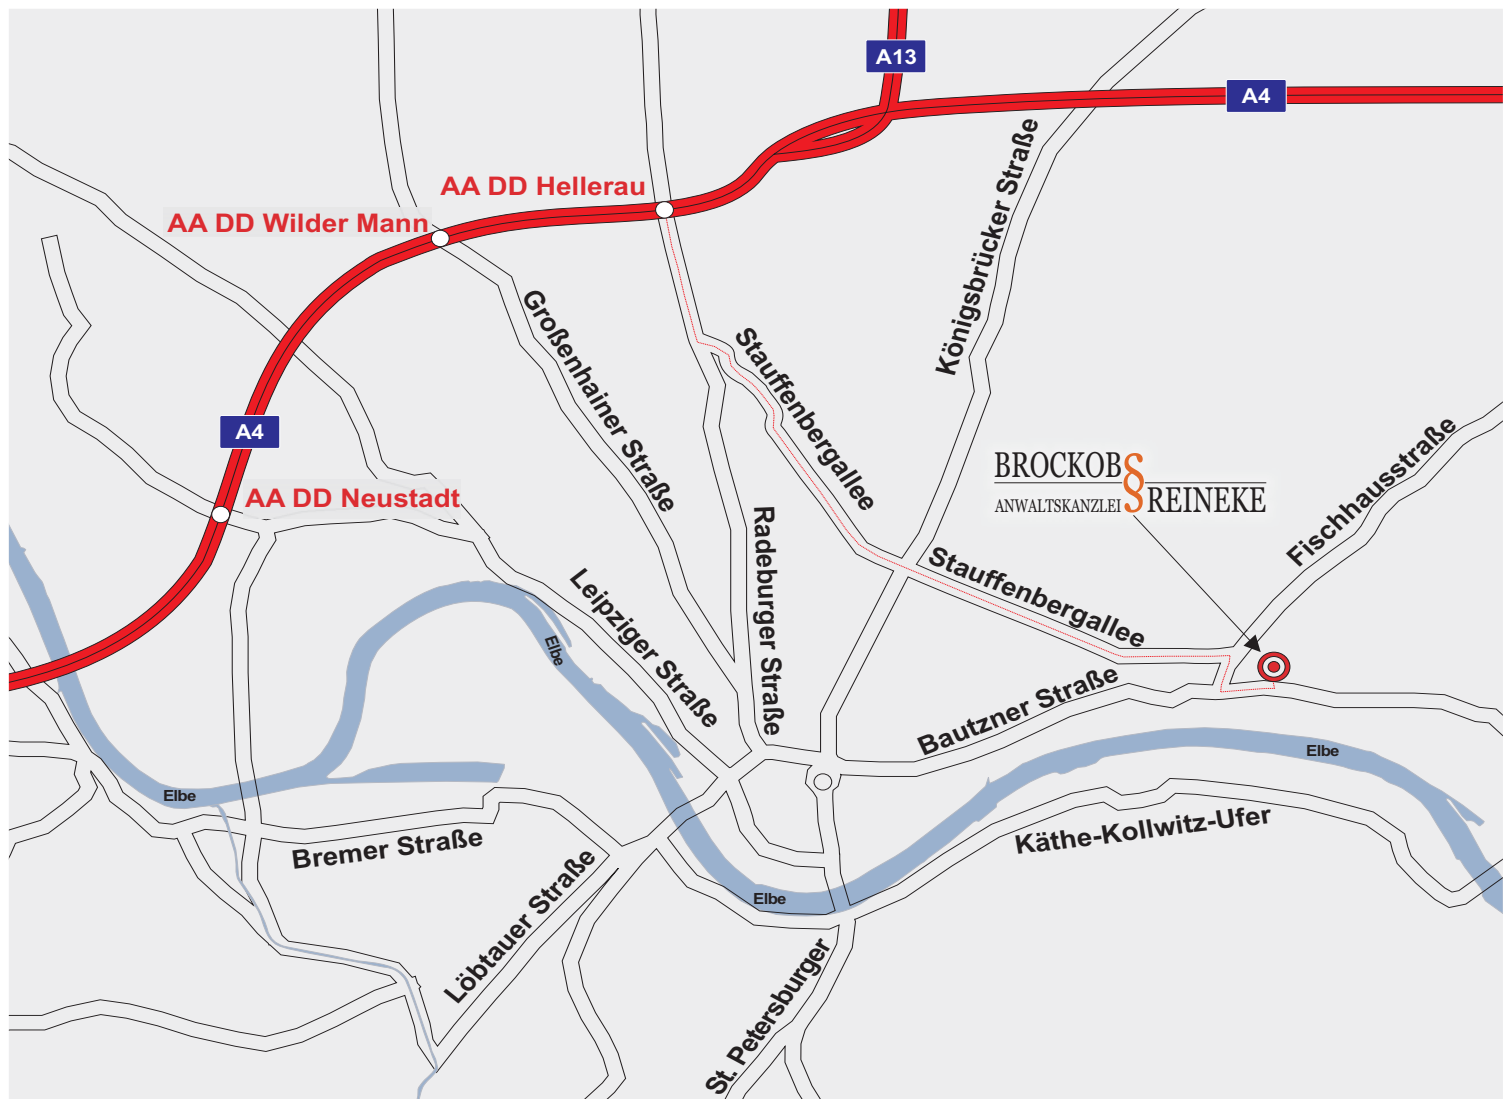 A13
A4
Königsbrücker Straße
AA DD Hellerau
AA DD Wilder Mann
Großenhainer Straße
Stauffenbergallee
A4
AA DD Neustadt
BROCKOB
§
§
ANWALTSKANZLEI
REINEKE
Fischhausstraße
Radeburger Straße
Stauffenbergallee
Leipziger Straße
Elbe
Bautzner Straße
Elbe
Elbe
Käthe-Kollwitz-Ufer
Bremer Straße
Löbtauer Straße
Elbe
St. Petersburger